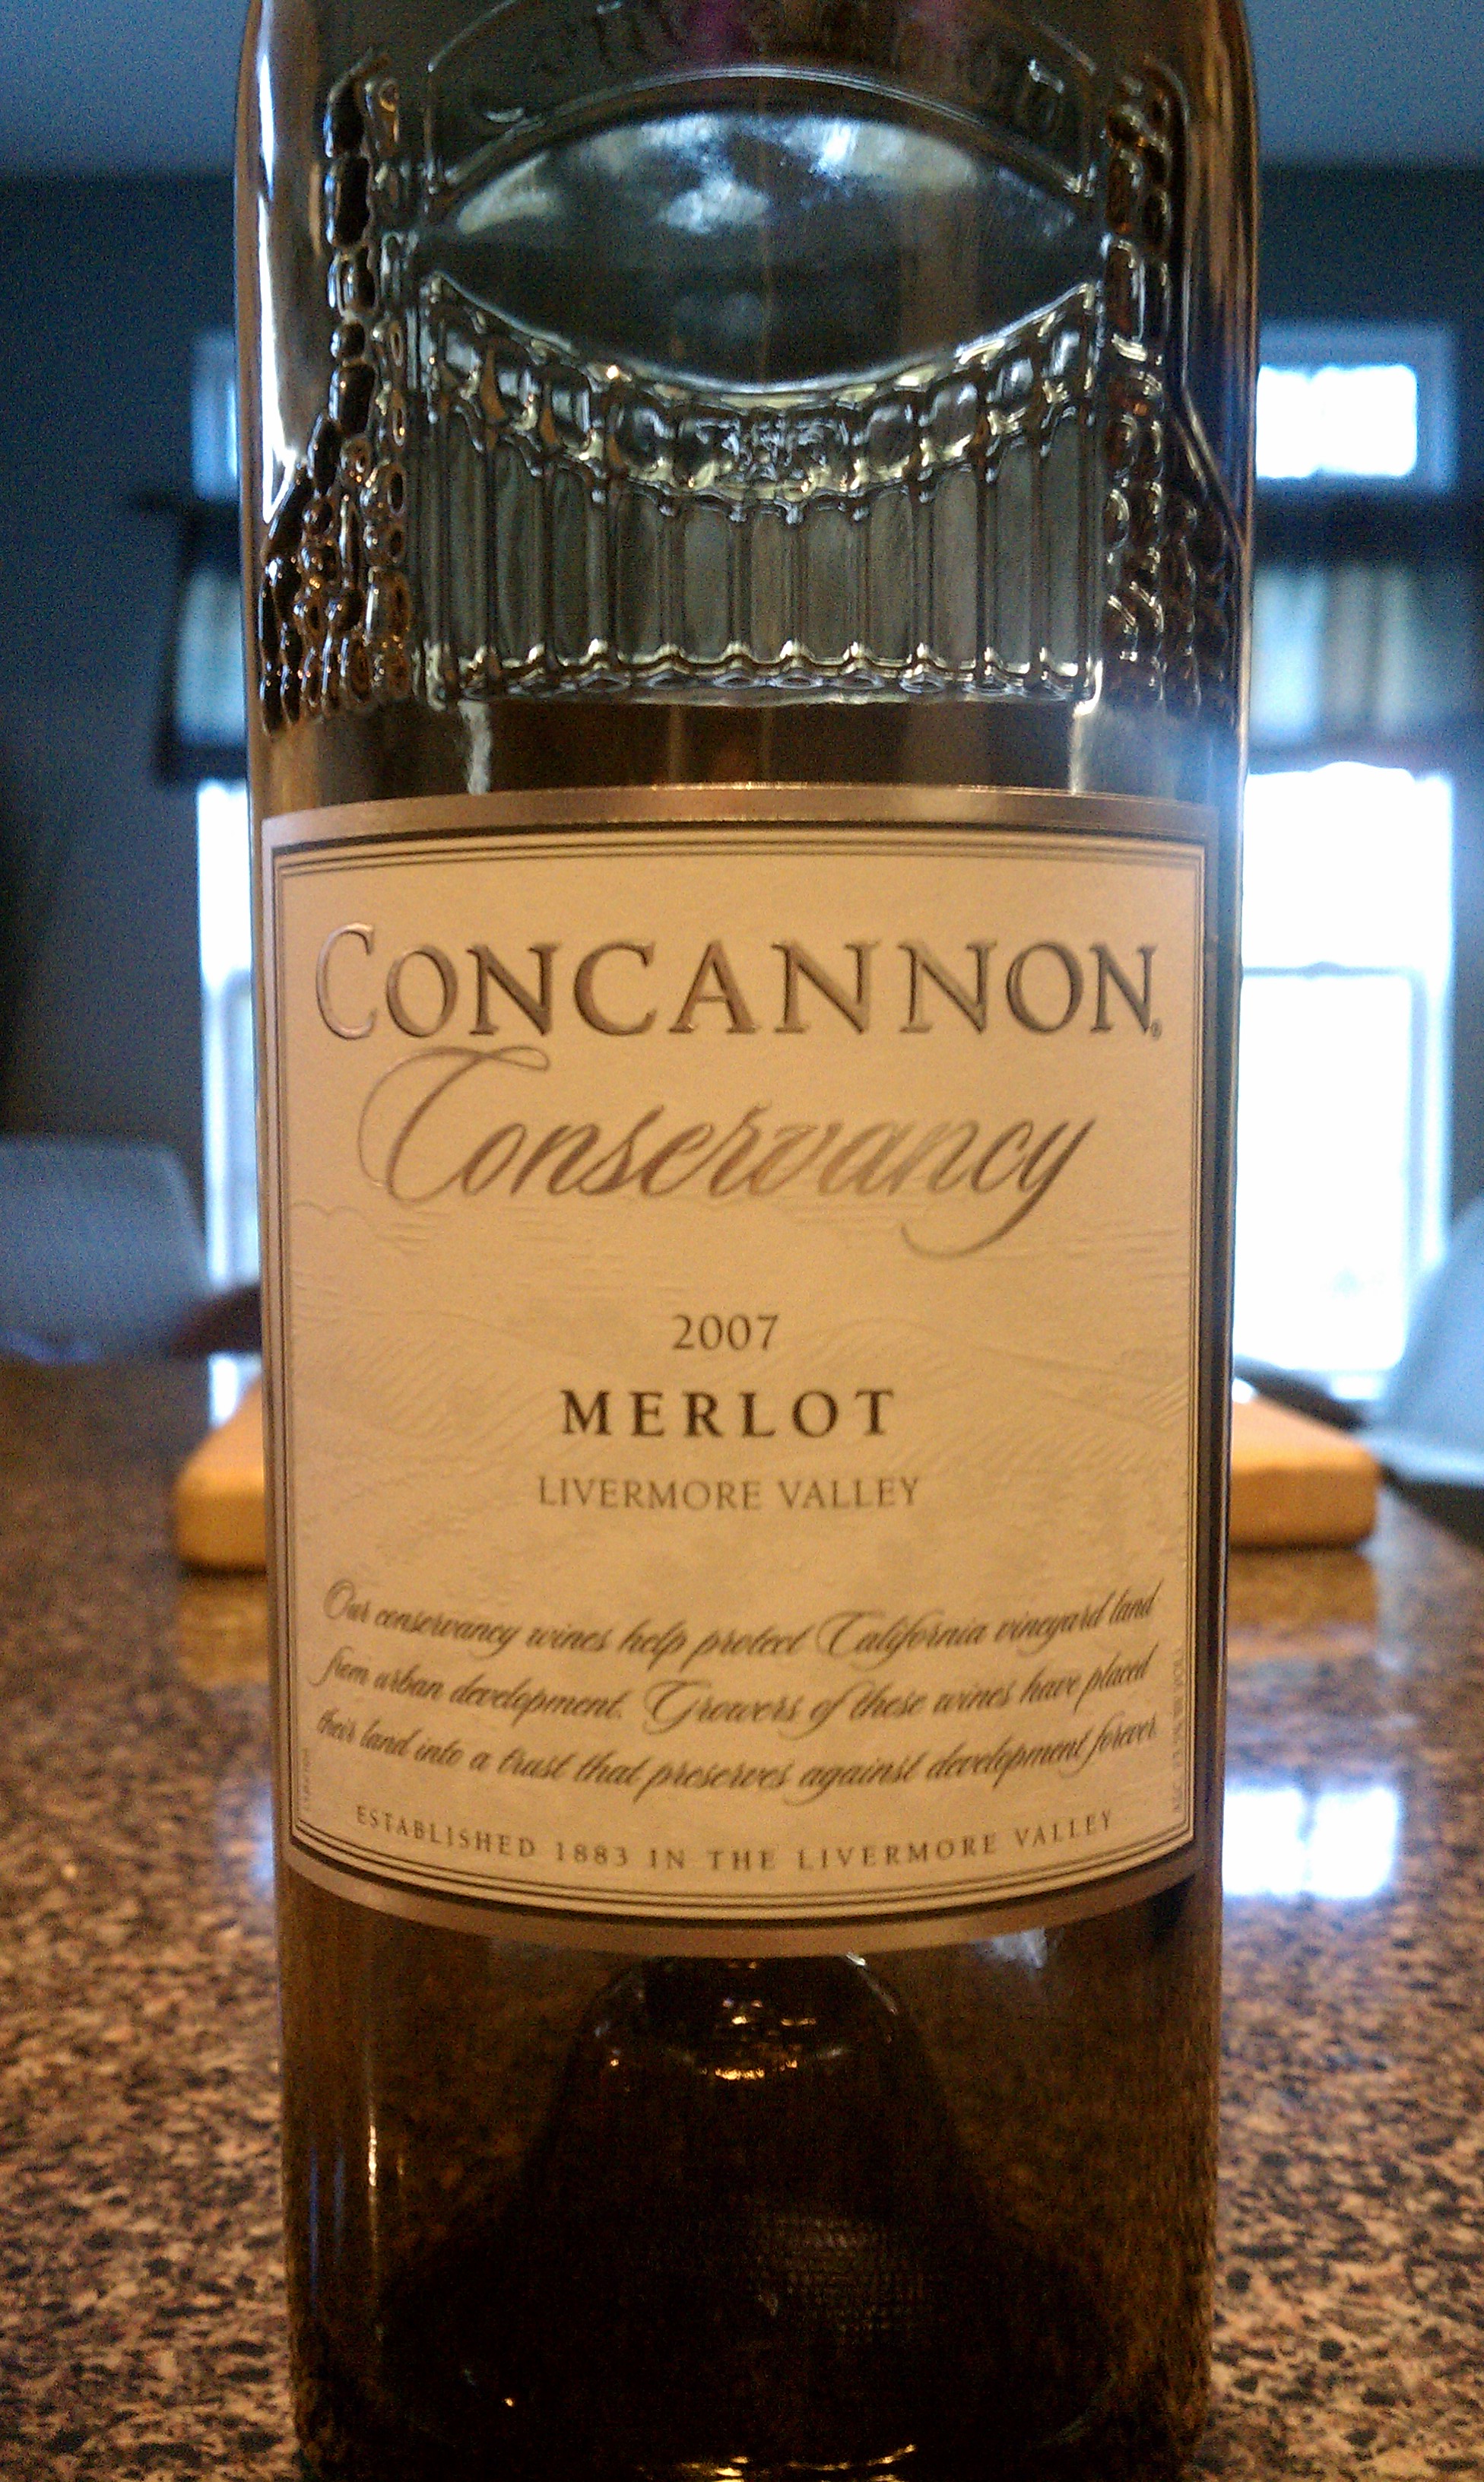 CONCANNON®
Conservancy
2007
MERLOT
LIVERMORE VALLEY
Our conservancy wines help protect California vineyard land
from urban development. Growers of these wines have placed
their land into a trust that preserves against development forever
ESTABLISHED 1883 IN THE LIVERMORE VALLEY